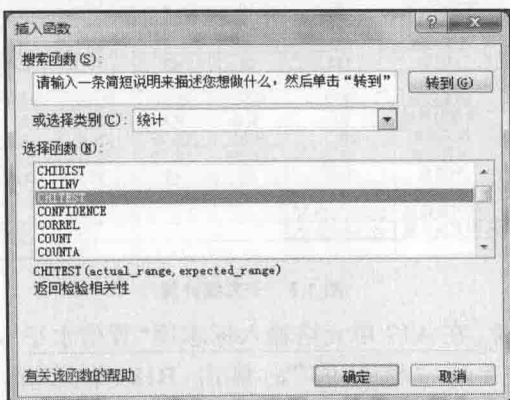 插入函数
搜索函数(S):
请输入一条简短说明来描述您想做什么，然后单击“转到”
转到(G)
或选择类别(C): 统计
选择函数(N):
CHIDIST
CHIINV
CHITEST
CONFIDENCE
CORREL
COUNT
COUNTA
CHITEST(actual_range,expected_range)
返回检验相关性
有关该函数的帮助
确定
取消